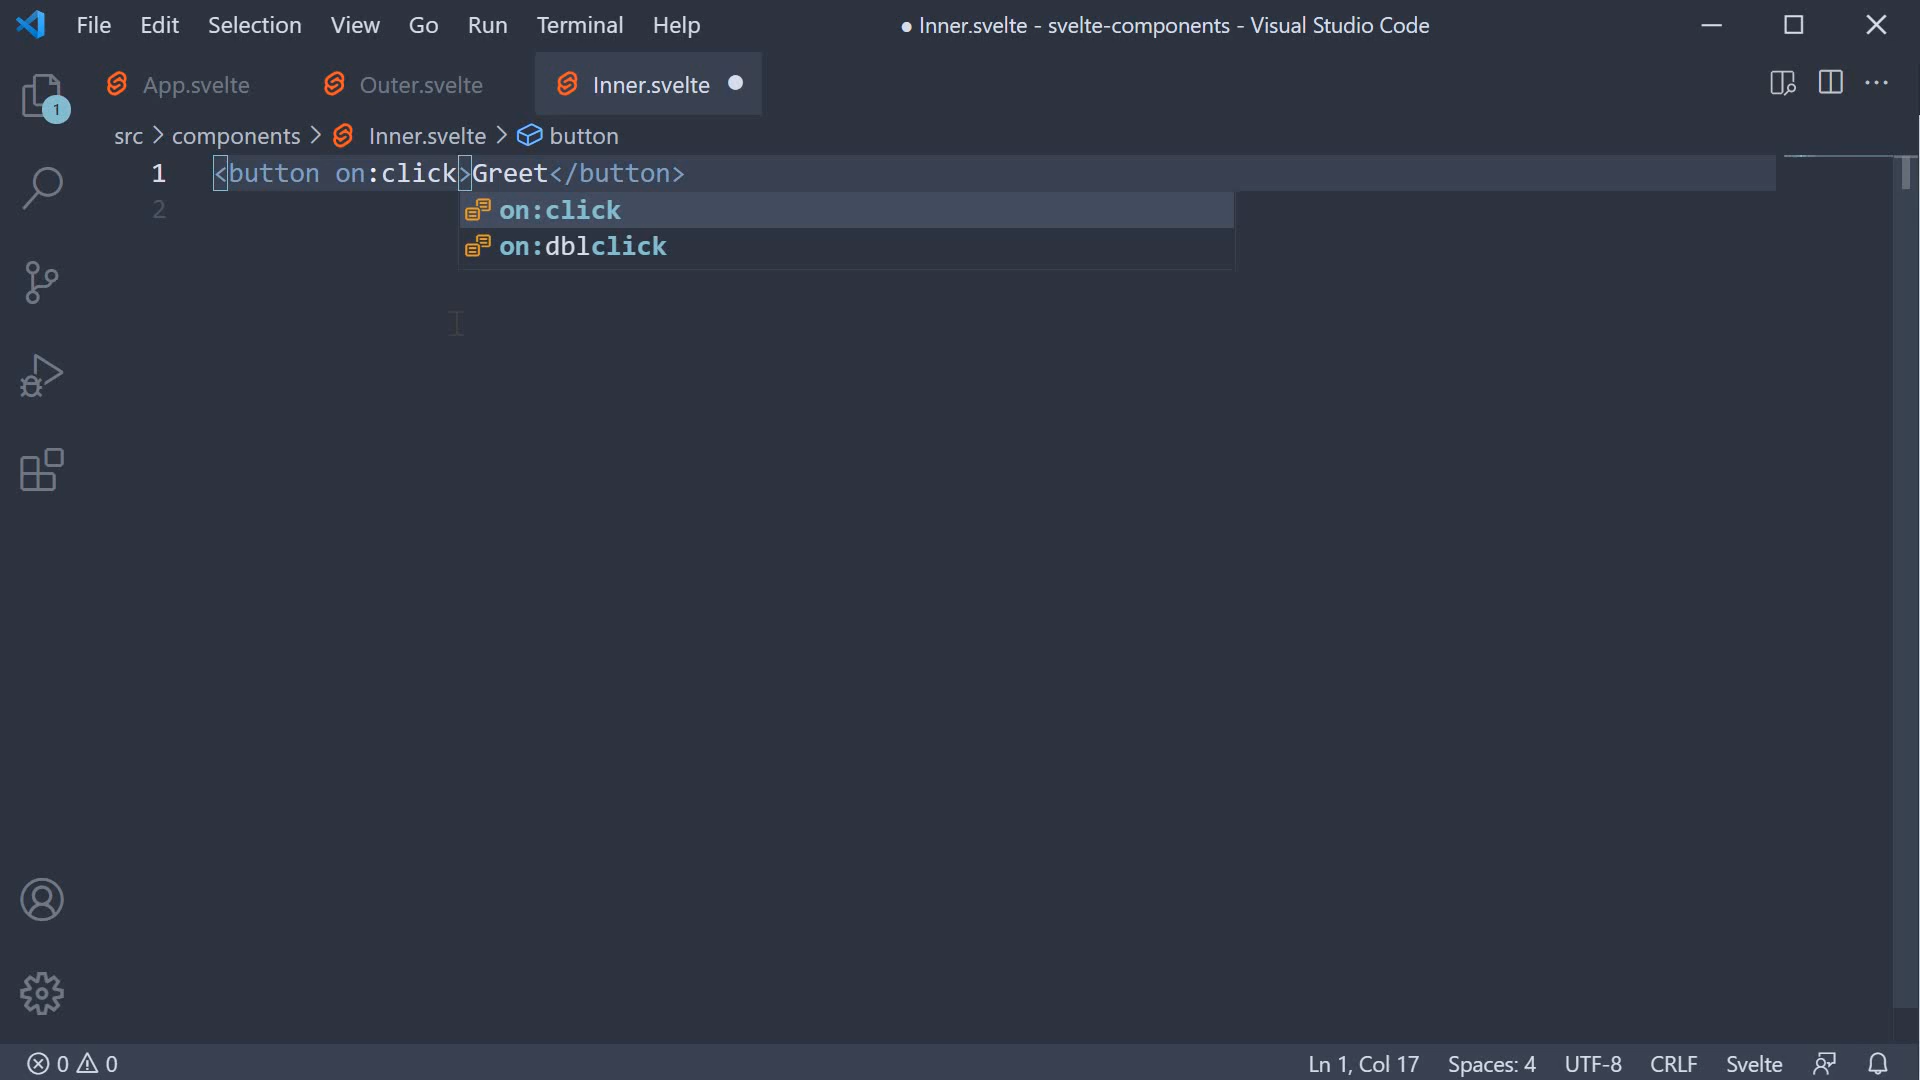 File Edit Selection View Go Run Terminal Help ● Inner.svelte - svelte-components - Visual Studio Code
App.svelte Outer.svelte Inner.svelte
1
src > components > Inner.svelte > button
1 <button on:click>Greet</button>
2
on:click
on:dblclick
0 0 Ln 1, Col 17 Spaces: 4 UTF-8 CRLF Svelte